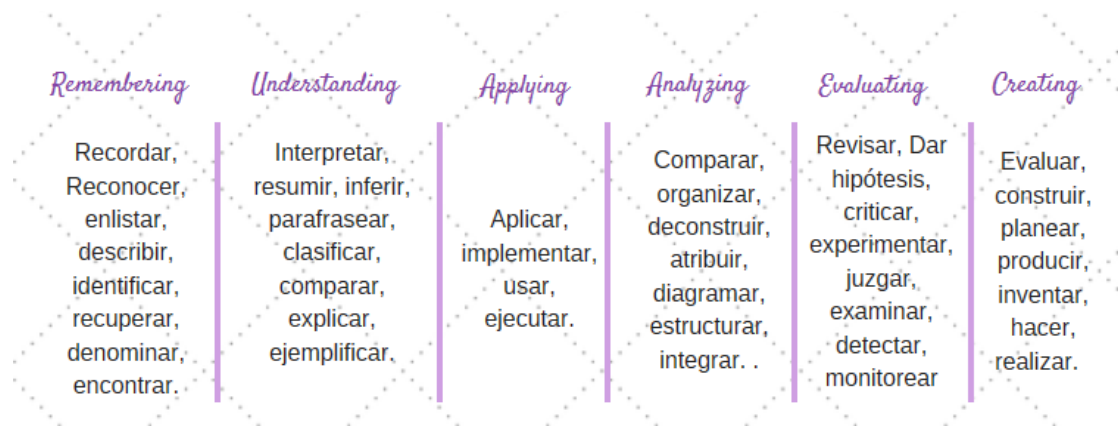 Remembering
Recordar,
Reconocer,
enlistar,
describir,
identificar,
recuperar,
denominar,
encontrar.
Understanding
Interpretar,
resumir, inferir,
parafrasear,
clasificar,
comparar,
explicar,
ejemplificar.
Applying
Aplicar,
implementar,
usar,
ejecutar.
Analyzing
Comparar,
organizar,
deconstruir,
atribuir,
diagramar,
estructurar,
integrar. .
Evaluating
Revisar, Dar
hipótesis,
criticar,
experimentar,
juzgar,
examinar,
detectar,
monitorear
Creating
Evaluar,
construir,
planear,
producir,
inventar,
hacer,
realizar.